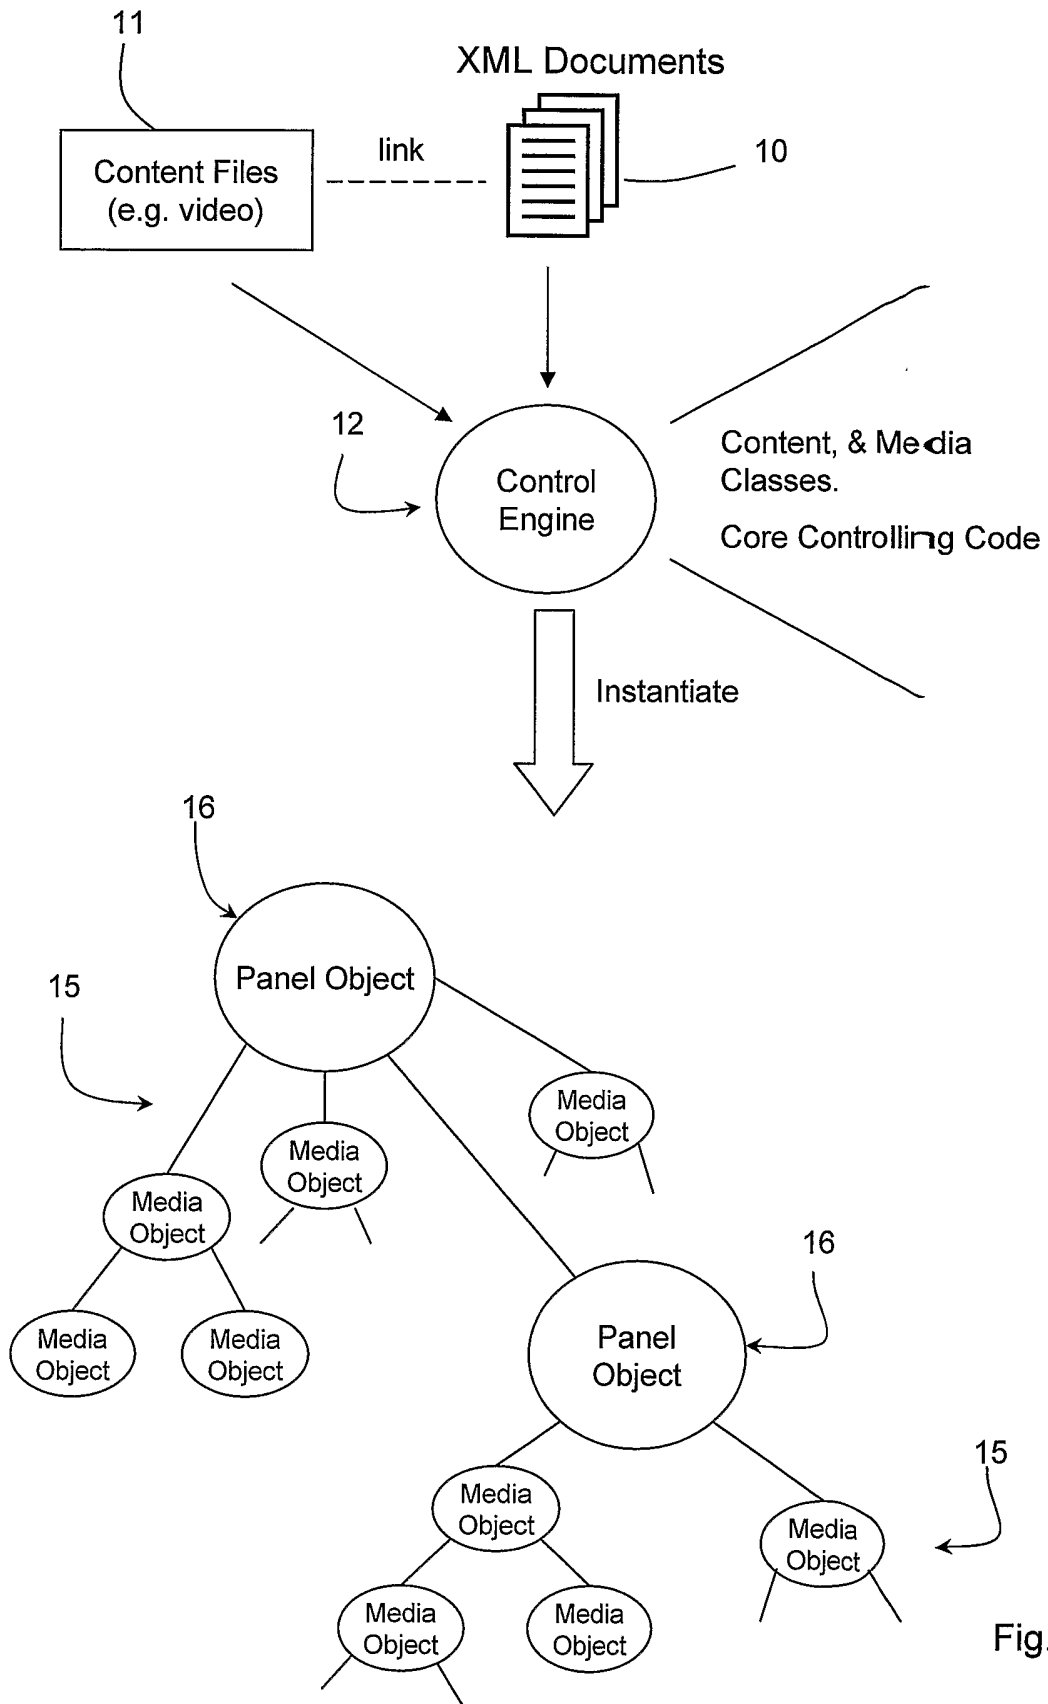 11
XML Documents
link
10
Content Files
(e.g. video)
12
Control
Engine
Content, & Media
Classes.
Core Controlling Code
Instantiate
16
Panel Object
15
Media
Object
Media
Object
Media
Object
Media
Object
Media
Object
16
Panel
Object
15
Media
Object
Media
Object
Media
Object
Media
Object
Fig.